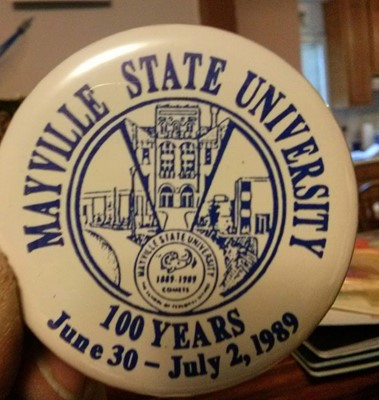 MAYVILLE STATE UNIVERSITY
MAYVILLE STATE UNIVERSITY
1889-1989
COMETS
100 YEARS
June 30 - July 2, 1989